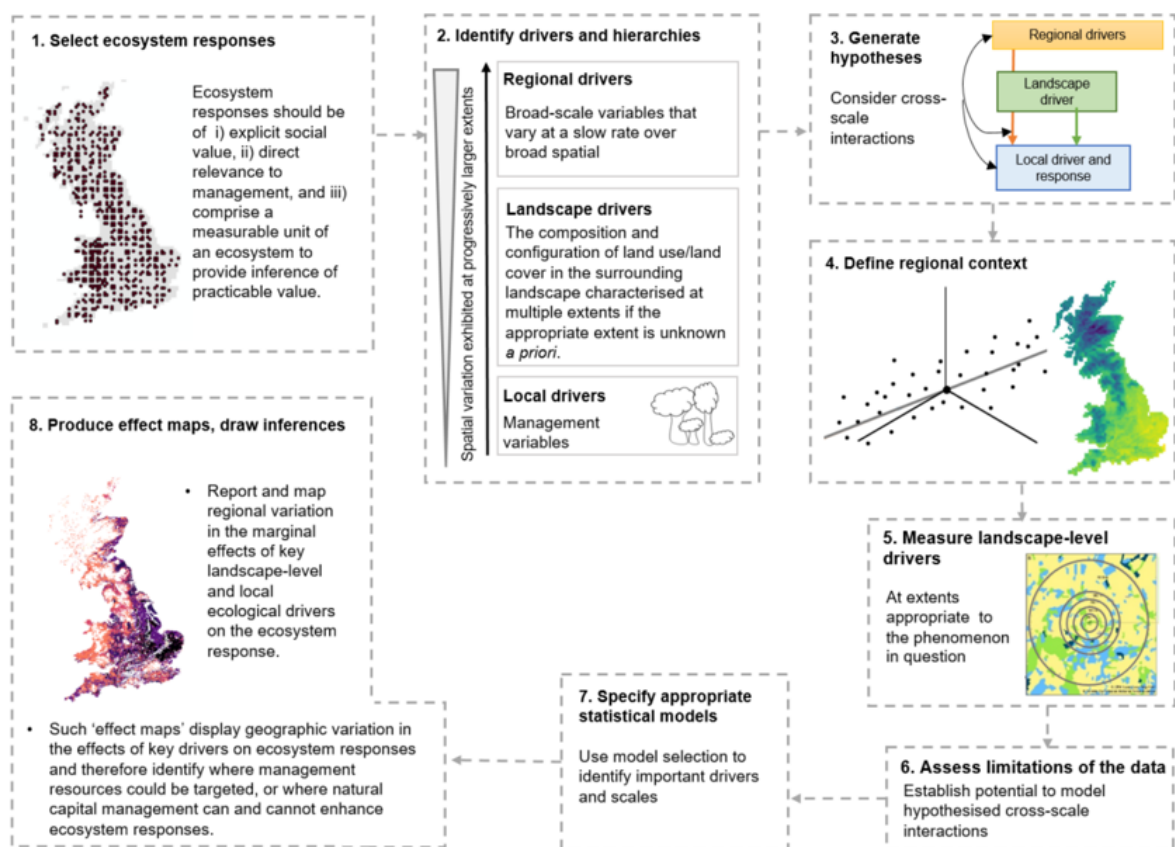 1. Select ecosystem responses
Ecosystem
responses should be
of i) explicit social
value, ii) direct
relevance to
management, and iii)
comprise a
measurable unit of
an ecosystem to
provide inference of
practicable value.
2. Identify drivers and hierarchies
Spatial variation exhibited at progressively larger extents
Regional drivers
Broad-scale variables that
vary at a slow rate over
broad spatial
Landscape drivers
The composition and
configuration of land use/land
cover in the surrounding
landscape characterised at
multiple extents if the
appropriate extent is unknown
a priori.
Local drivers
Management
variables
3. Generate
hypotheses
Consider cross-
scale
interactions
Regional drivers
Landscape
driver
Local driver and
response
4. Define regional context
5. Measure landscape-level
drivers
At extents
appropriate to
the phenomenon
in question
6. Assess limitations of the data
Establish potential to model
hypothesised cross-scale
interactions
7. Specify appropriate
statistical models
Use model selection to
identify important drivers
and scales
8. Produce effect maps, draw inferences
• Report and map
regional variation
in the marginal
effects of key
landscape-level
and local
ecological drivers
on the ecosystem
response.
• Such ‘effect maps’ display geographic variation in
the effects of key drivers on ecosystem responses
and therefore identify where management
resources could be targeted, or where natural
capital management can and cannot enhance
ecosystem responses.